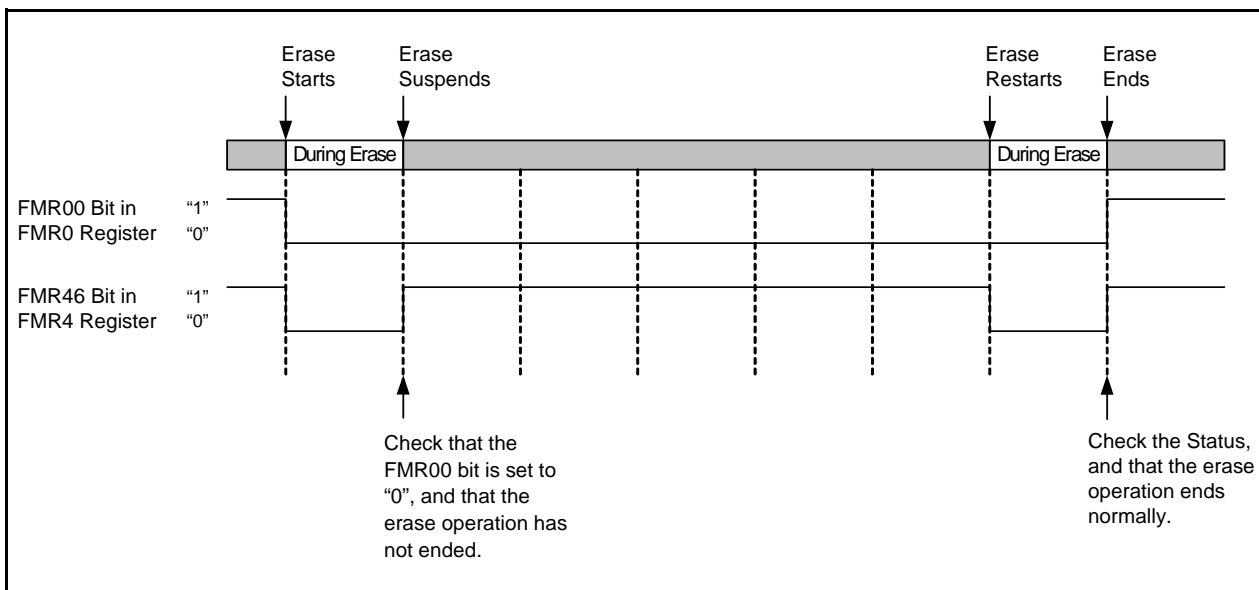 Erase
Starts
Erase
Suspends
Erase
Restarts
Erase
Ends
During Erase
During Erase
FMR00 Bit in “1”
FMR0 Register “0”
FMR46 Bit in “1”
FMR4 Register “0”
Check that the
FMR00 bit is set to
“0”, and that the
erase operation has
not ended.
Check the Status,
and that the erase
operation ends
normally.